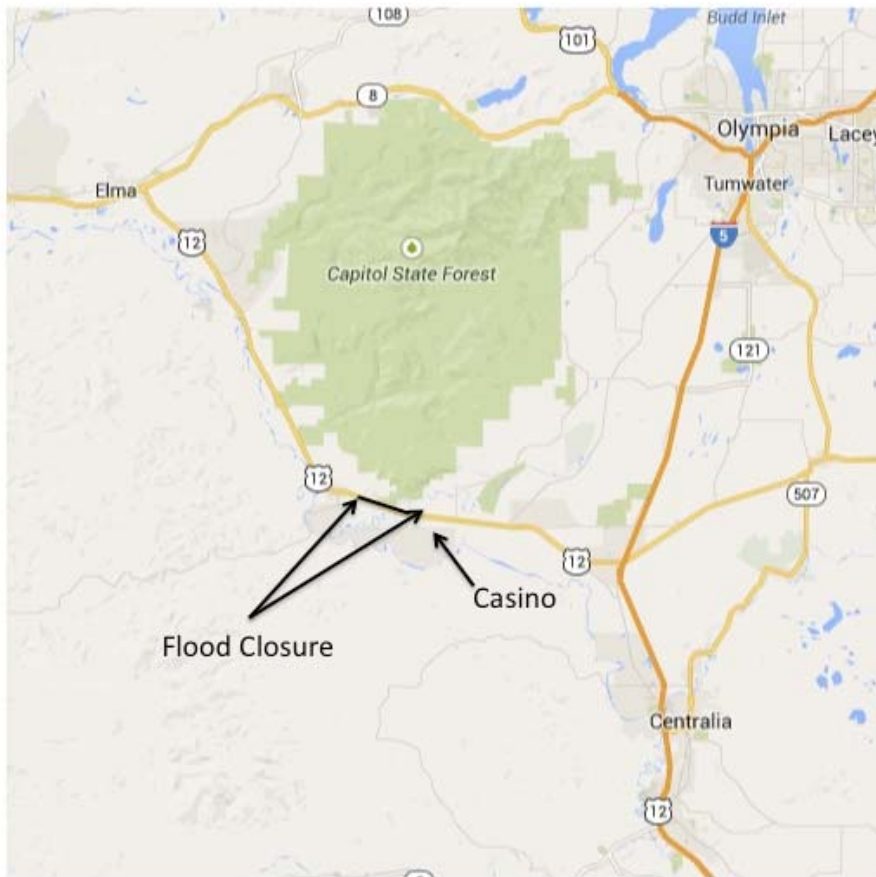 108
Budd Inlet
101
8
Olympia
Lacey
Elma
Tumwater
12
5
Capitol State Forest
121
12
507
12
Casino
Flood Closure
Centralia
12